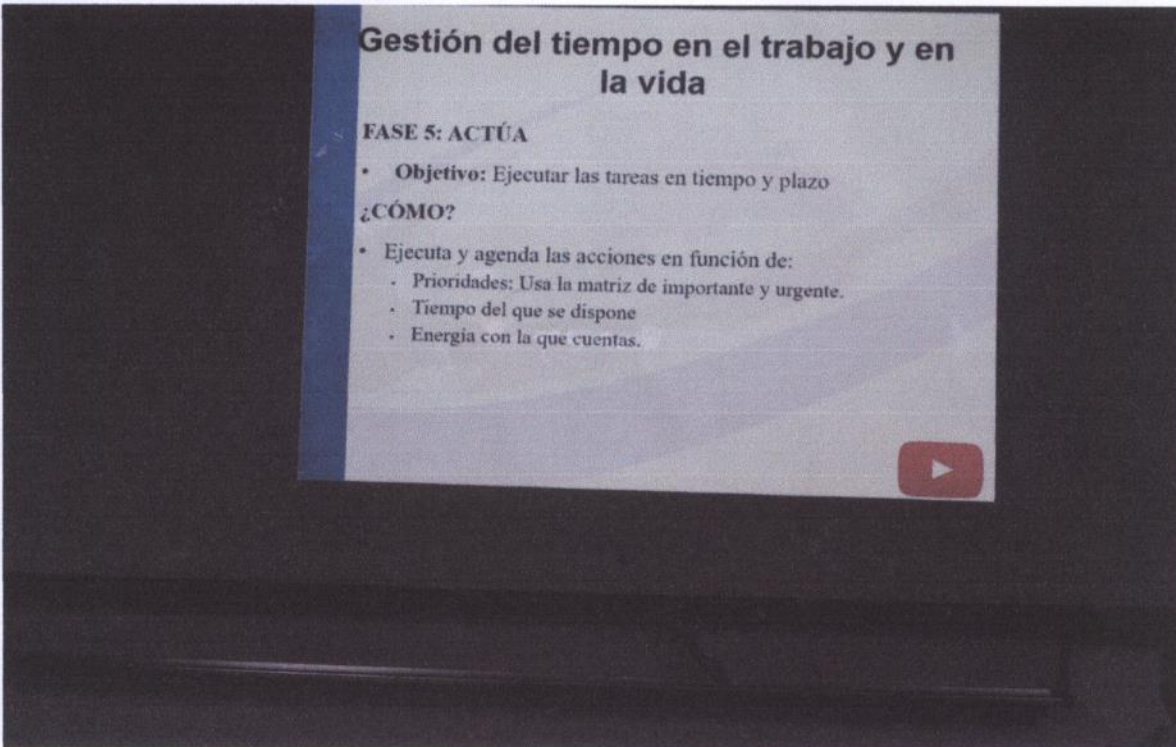 Gestión del tiempo en el trabajo y en
la vida
FASE 5: ACTÚA
• Objetivo: Ejecutar las tareas en tiempo y plazo
¿CÓMO?
• Ejecuta y agenda las acciones en función de:
• Prioridades: Usa la matriz de importante y urgente.
• Tiempo del que se dispone
• Energía con la que cuentas.